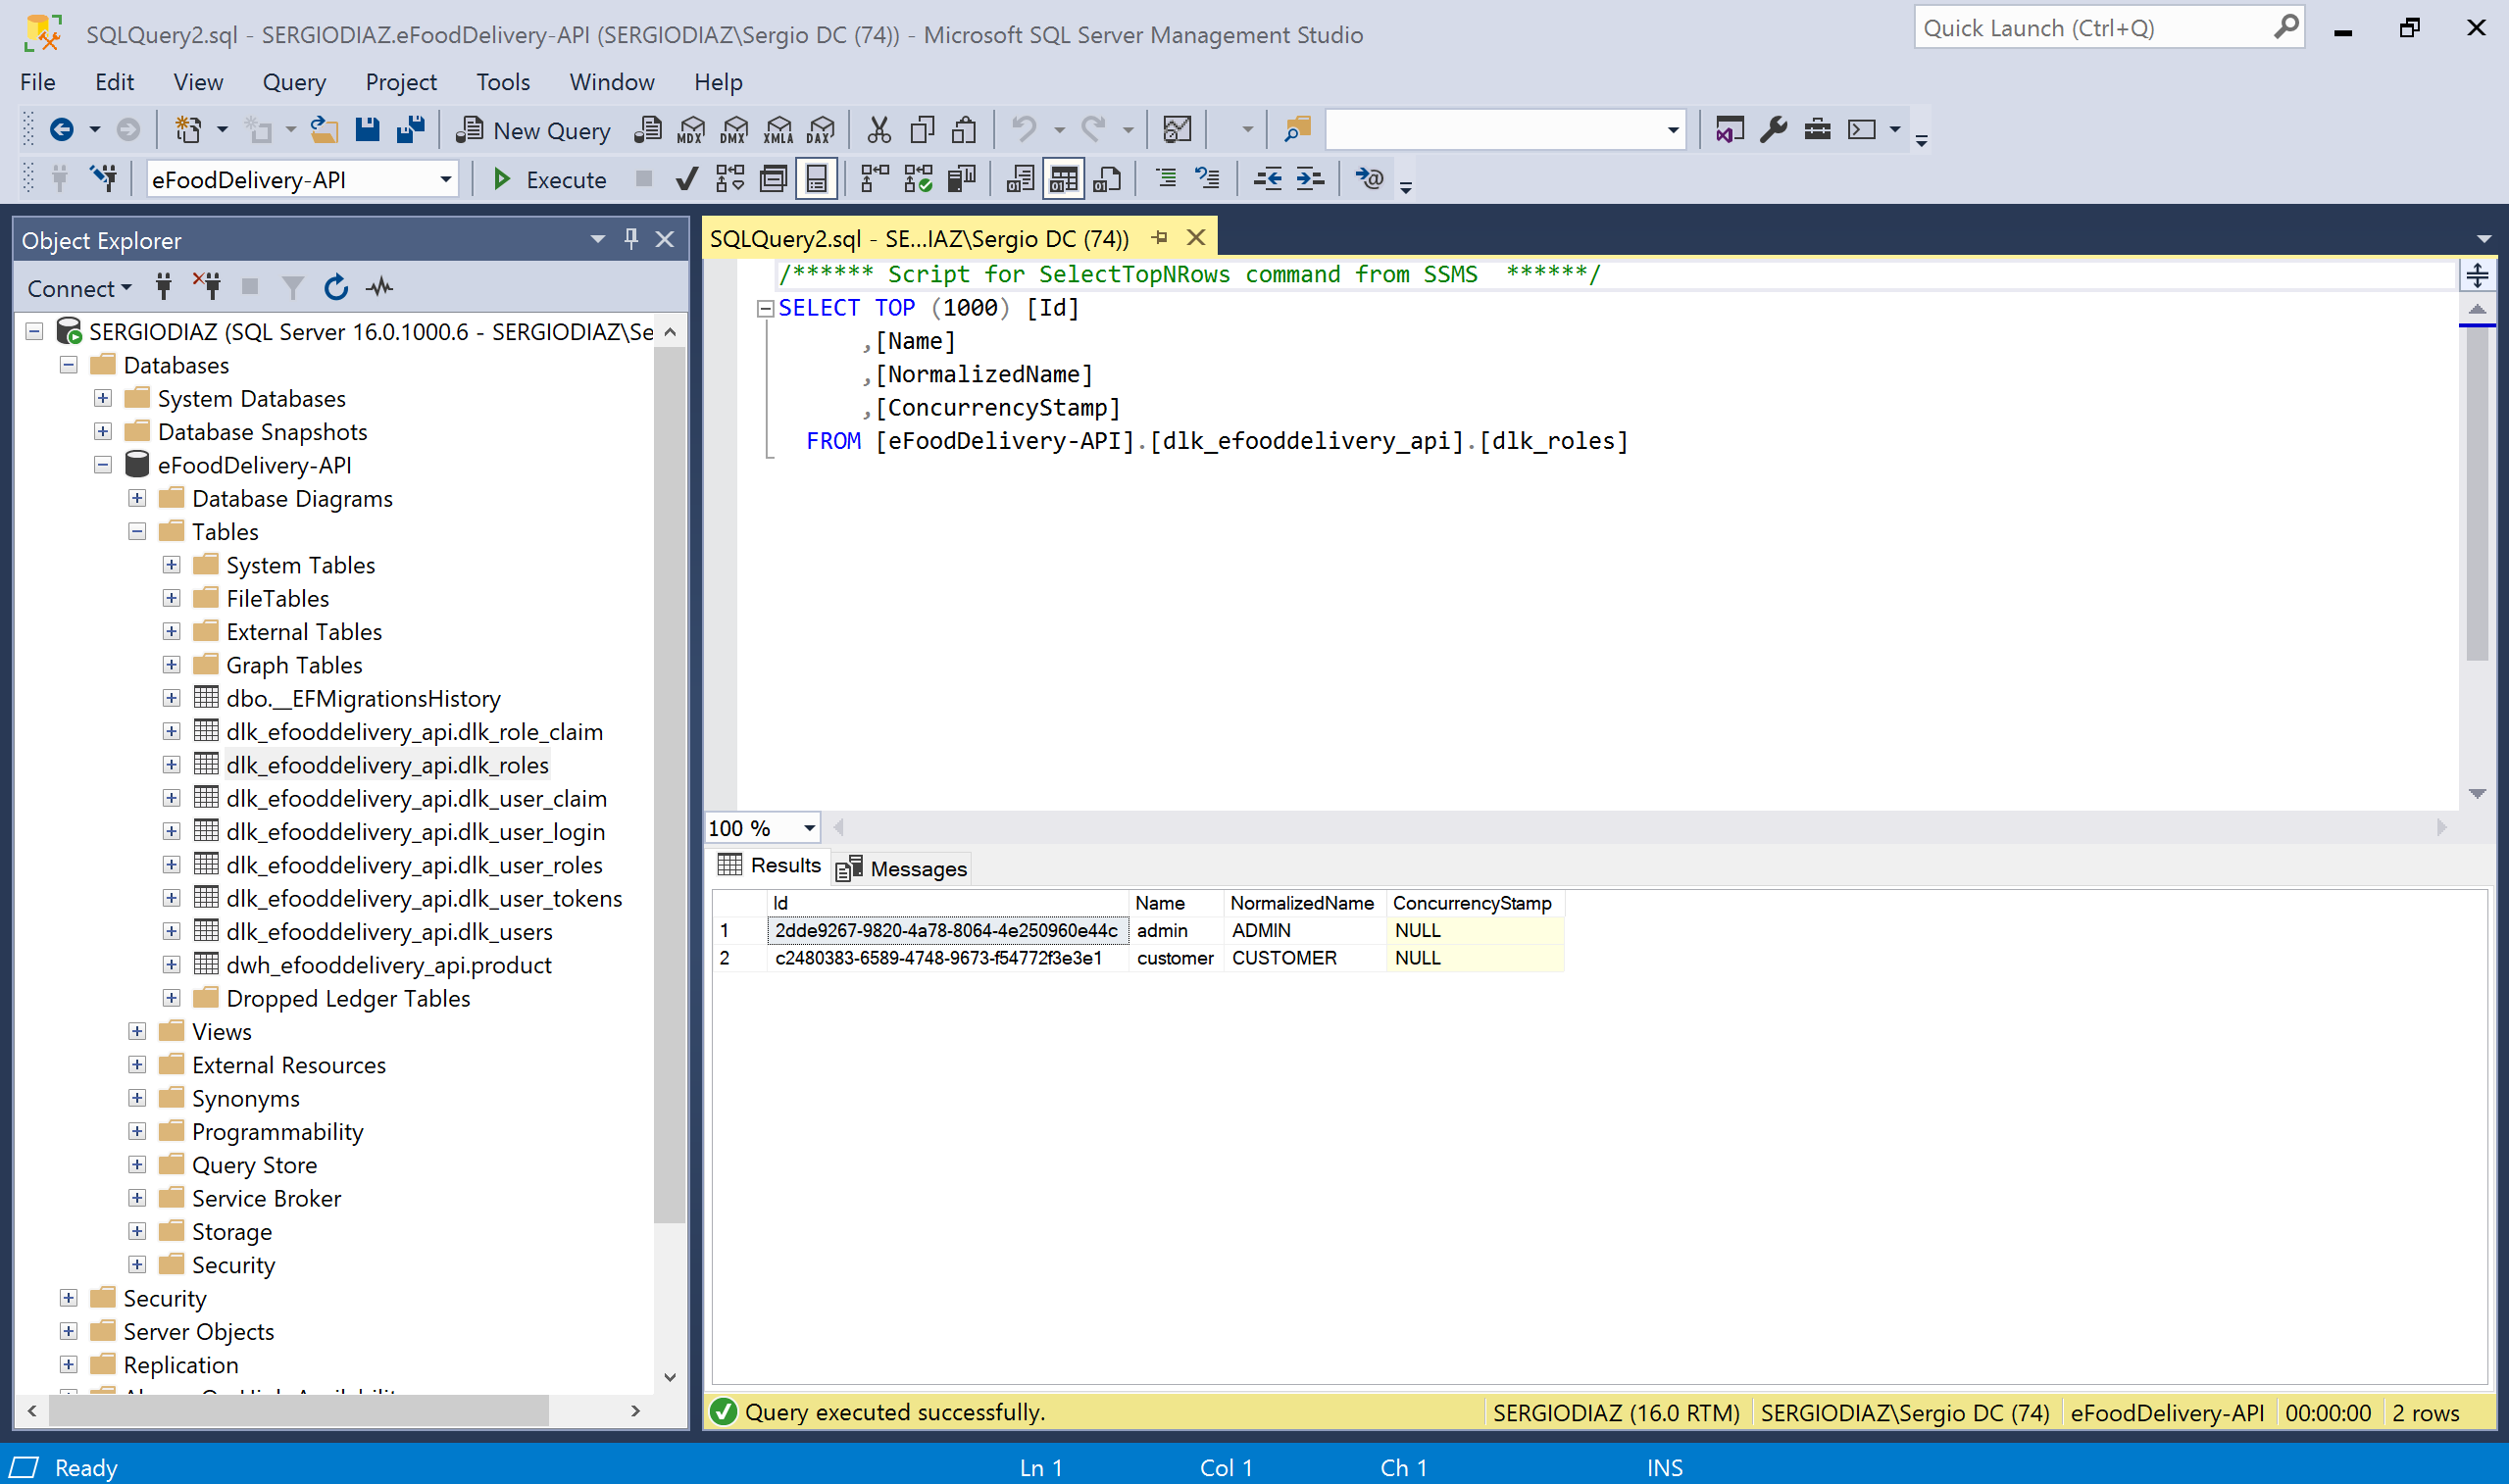 SQLQuery2.sql - SERGIODIAZ.eFoodDelivery-API (SERGIODIAZ\Sergio DC (74)) - Microsoft SQL Server Management Studio
Quick Launch (Ctrl+Q)
File Edit View Query Project Tools Window Help
New Query MDX DMX XMLA DAX
eFoodDelivery-API Execute
Object Explorer
Connect
SERGIODIAZ (SQL Server 16.0.1000.6 - SERGIODIAZ\Se
Databases
System Databases
Database Snapshots
eFoodDelivery-API
Database Diagrams
Tables
System Tables
FileTables
External Tables
Graph Tables
dbo.__EFMigrationsHistory
dlk_efooddelivery_api.dlk_role_claim
dlk_efooddelivery_api.dlk_roles
dlk_efooddelivery_api.dlk_user_claim
dlk_efooddelivery_api.dlk_user_login
dlk_efooddelivery_api.dlk_user_roles
dlk_efooddelivery_api.dlk_user_tokens
dlk_efooddelivery_api.dlk_users
dwh_efooddelivery_api.product
Dropped Ledger Tables
Views
External Resources
Synonyms
Programmability
Query Store
Service Broker
Storage
Security
Security
Server Objects
Replication
SQLQuery2.sql - SE...IAZ\Sergio DC (74))
/****** Script for SelectTopNRows command from SSMS ******/
SELECT TOP (1000) [Id]
,[Name]
,[NormalizedName]
,[ConcurrencyStamp]
FROM [eFoodDelivery-API].[dlk_efooddelivery_api].[dlk_roles]
100 %
Results Messages
Id Name NormalizedName ConcurrencyStamp
1 2dde9267-9820-4a78-8064-4e250960e44c admin ADMIN NULL
2 c2480383-6589-4748-9673-f54772f3e3e1 customer CUSTOMER NULL
Query executed successfully. SERGIODIAZ (16.0 RTM) SERGIODIAZ\Sergio DC (74) eFoodDelivery-API 00:00:00 2 rows
Ready Ln 1 Col 1 Ch 1 INS